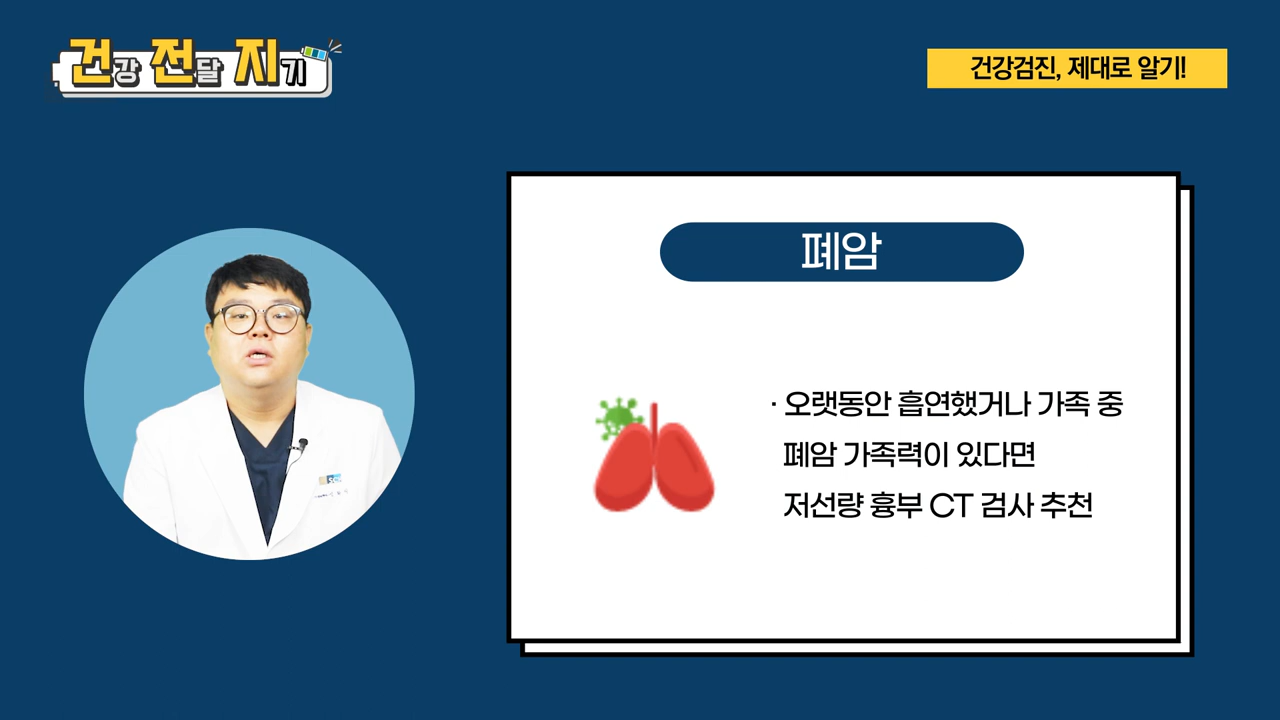 건강 전달 지기
건강검진, 제대로 알기!
폐암
· 오랫동안 흡연했거나 가족 중
폐암 가족력이 있다면
저선량 흉부 CT 검사 추천